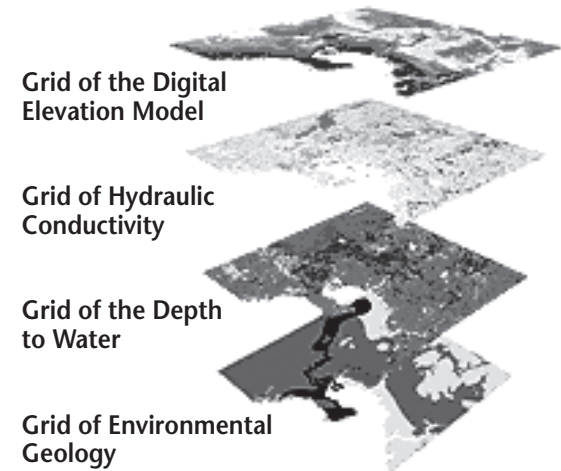 Grid of the Digital
Elevation Model
Grid of Hydraulic
Conductivity
Grid of the Depth
to Water
Grid of Environmental
Geology